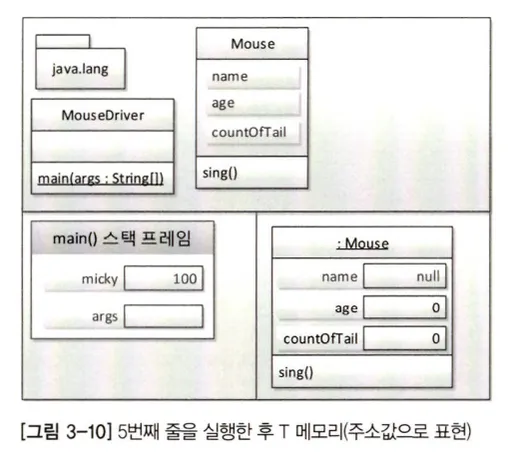 java.lang
MouseDriver
main(args : String[])
Mouse
name
age
countOfTail
sing()
main() 스택 프레임
micky 100
args
: Mouse
name null
age 0
countOfTail 0
sing()
[그림 3-10] 5번째 줄을 실행한 후 T 메모리(주소값으로 표현)